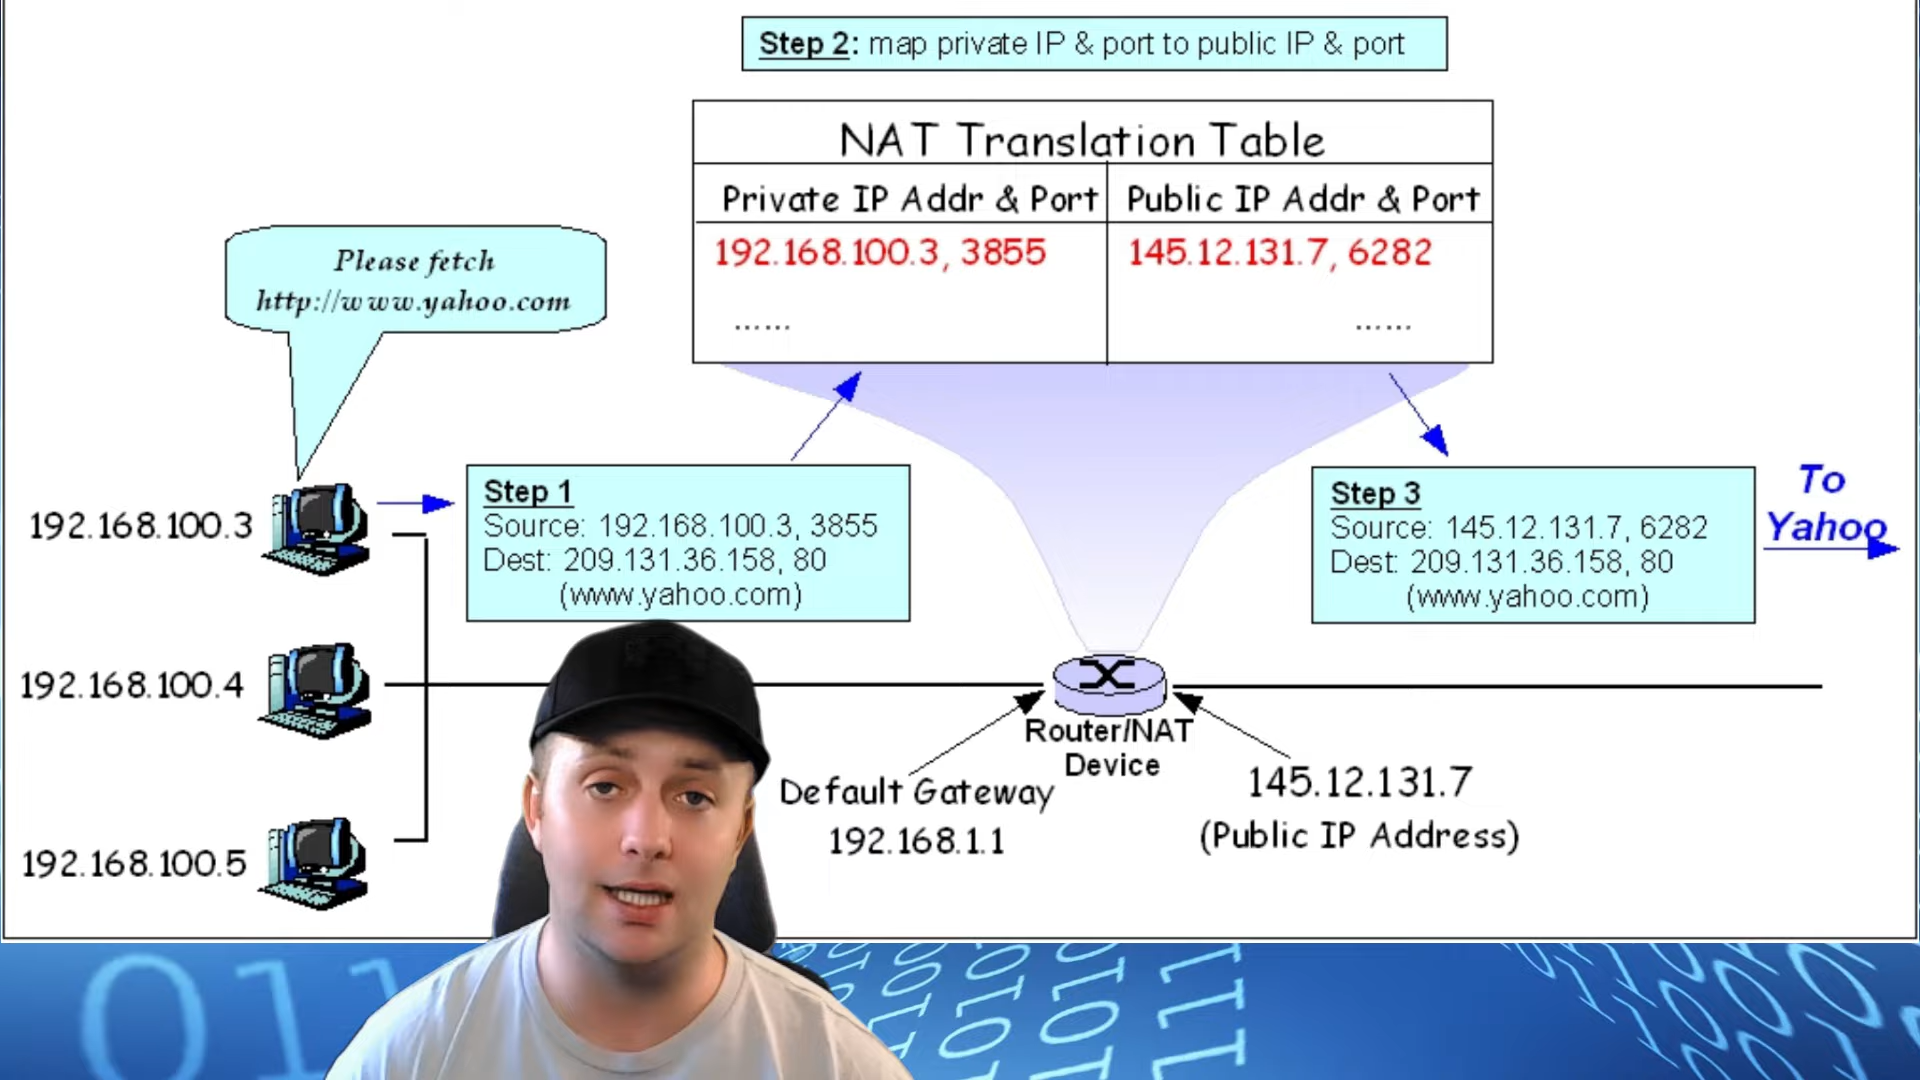 Step 2: map private IP & port to public IP & port
NAT Translation Table
Private IP Addr & Port
Public IP Addr & Port
192.168.100.3, 3855
145.12.131.7, 6282
......
......
Please fetch
http://www.yahoo.com
192.168.100.3
Step 1
Source: 192.168.100.3, 3855
Dest: 209.131.36.158, 80
(www.yahoo.com)
Step 3
Source: 145.12.131.7, 6282
Dest: 209.131.36.158, 80
(www.yahoo.com)
To
Yahoo
192.168.100.4
Router/NAT
Device
Default Gateway
192.168.1.1
145.12.131.7
(Public IP Address)
192.168.100.5